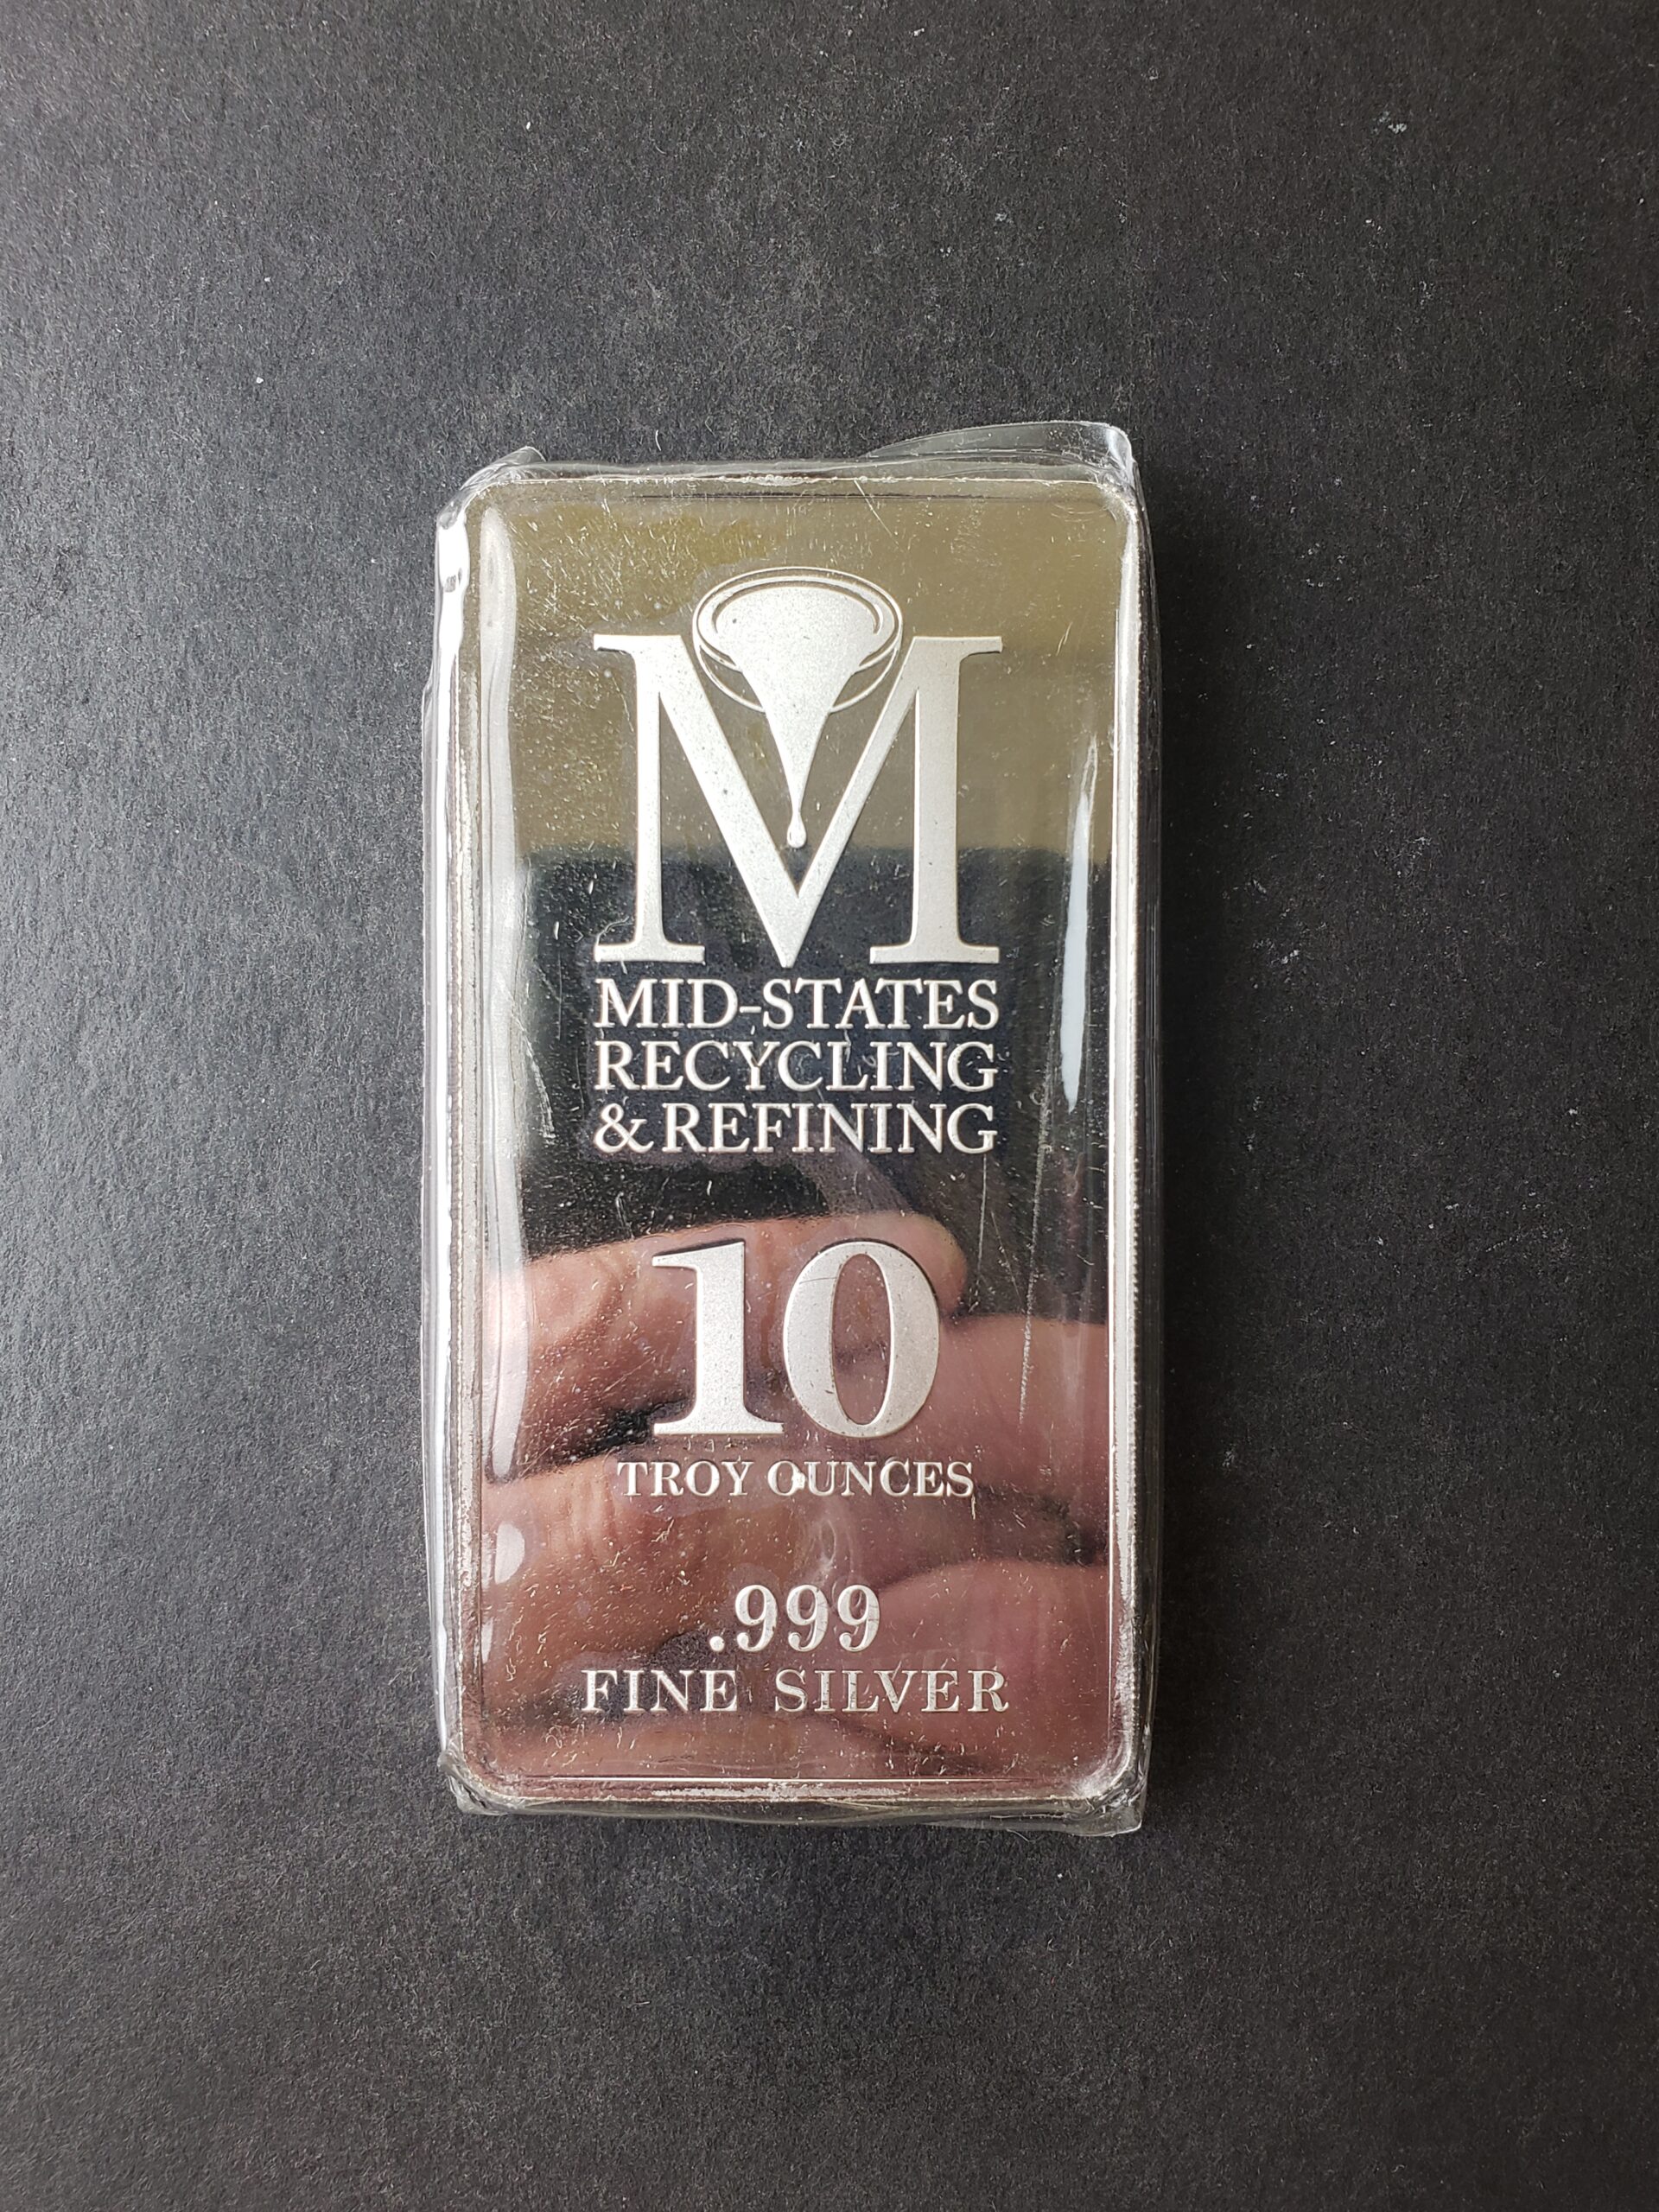 M
MID-STATES
RECYCLING
& REFINING
10
TROY OUNCES
.999
FINE SILVER